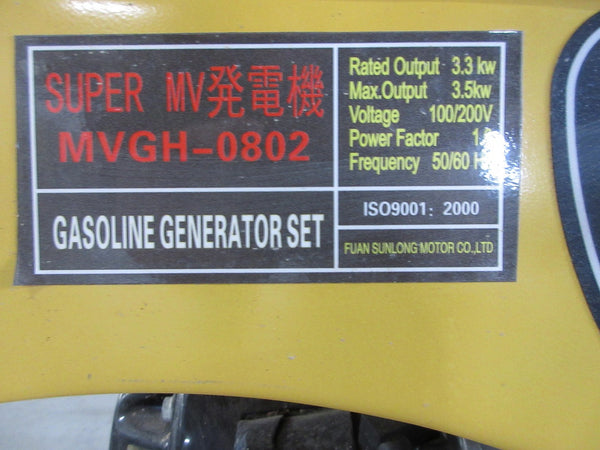 SUPER MV発電機
MVGH-0802
GASOLINE GENERATOR SET
Rated Output 3.3 kw
Max.Output 3.5kw
Voltage 100/200V
Power Factor
Frequency 50/60
ISO9001: 2000
FUAN SUNLONG MOTOR CO.,LTD